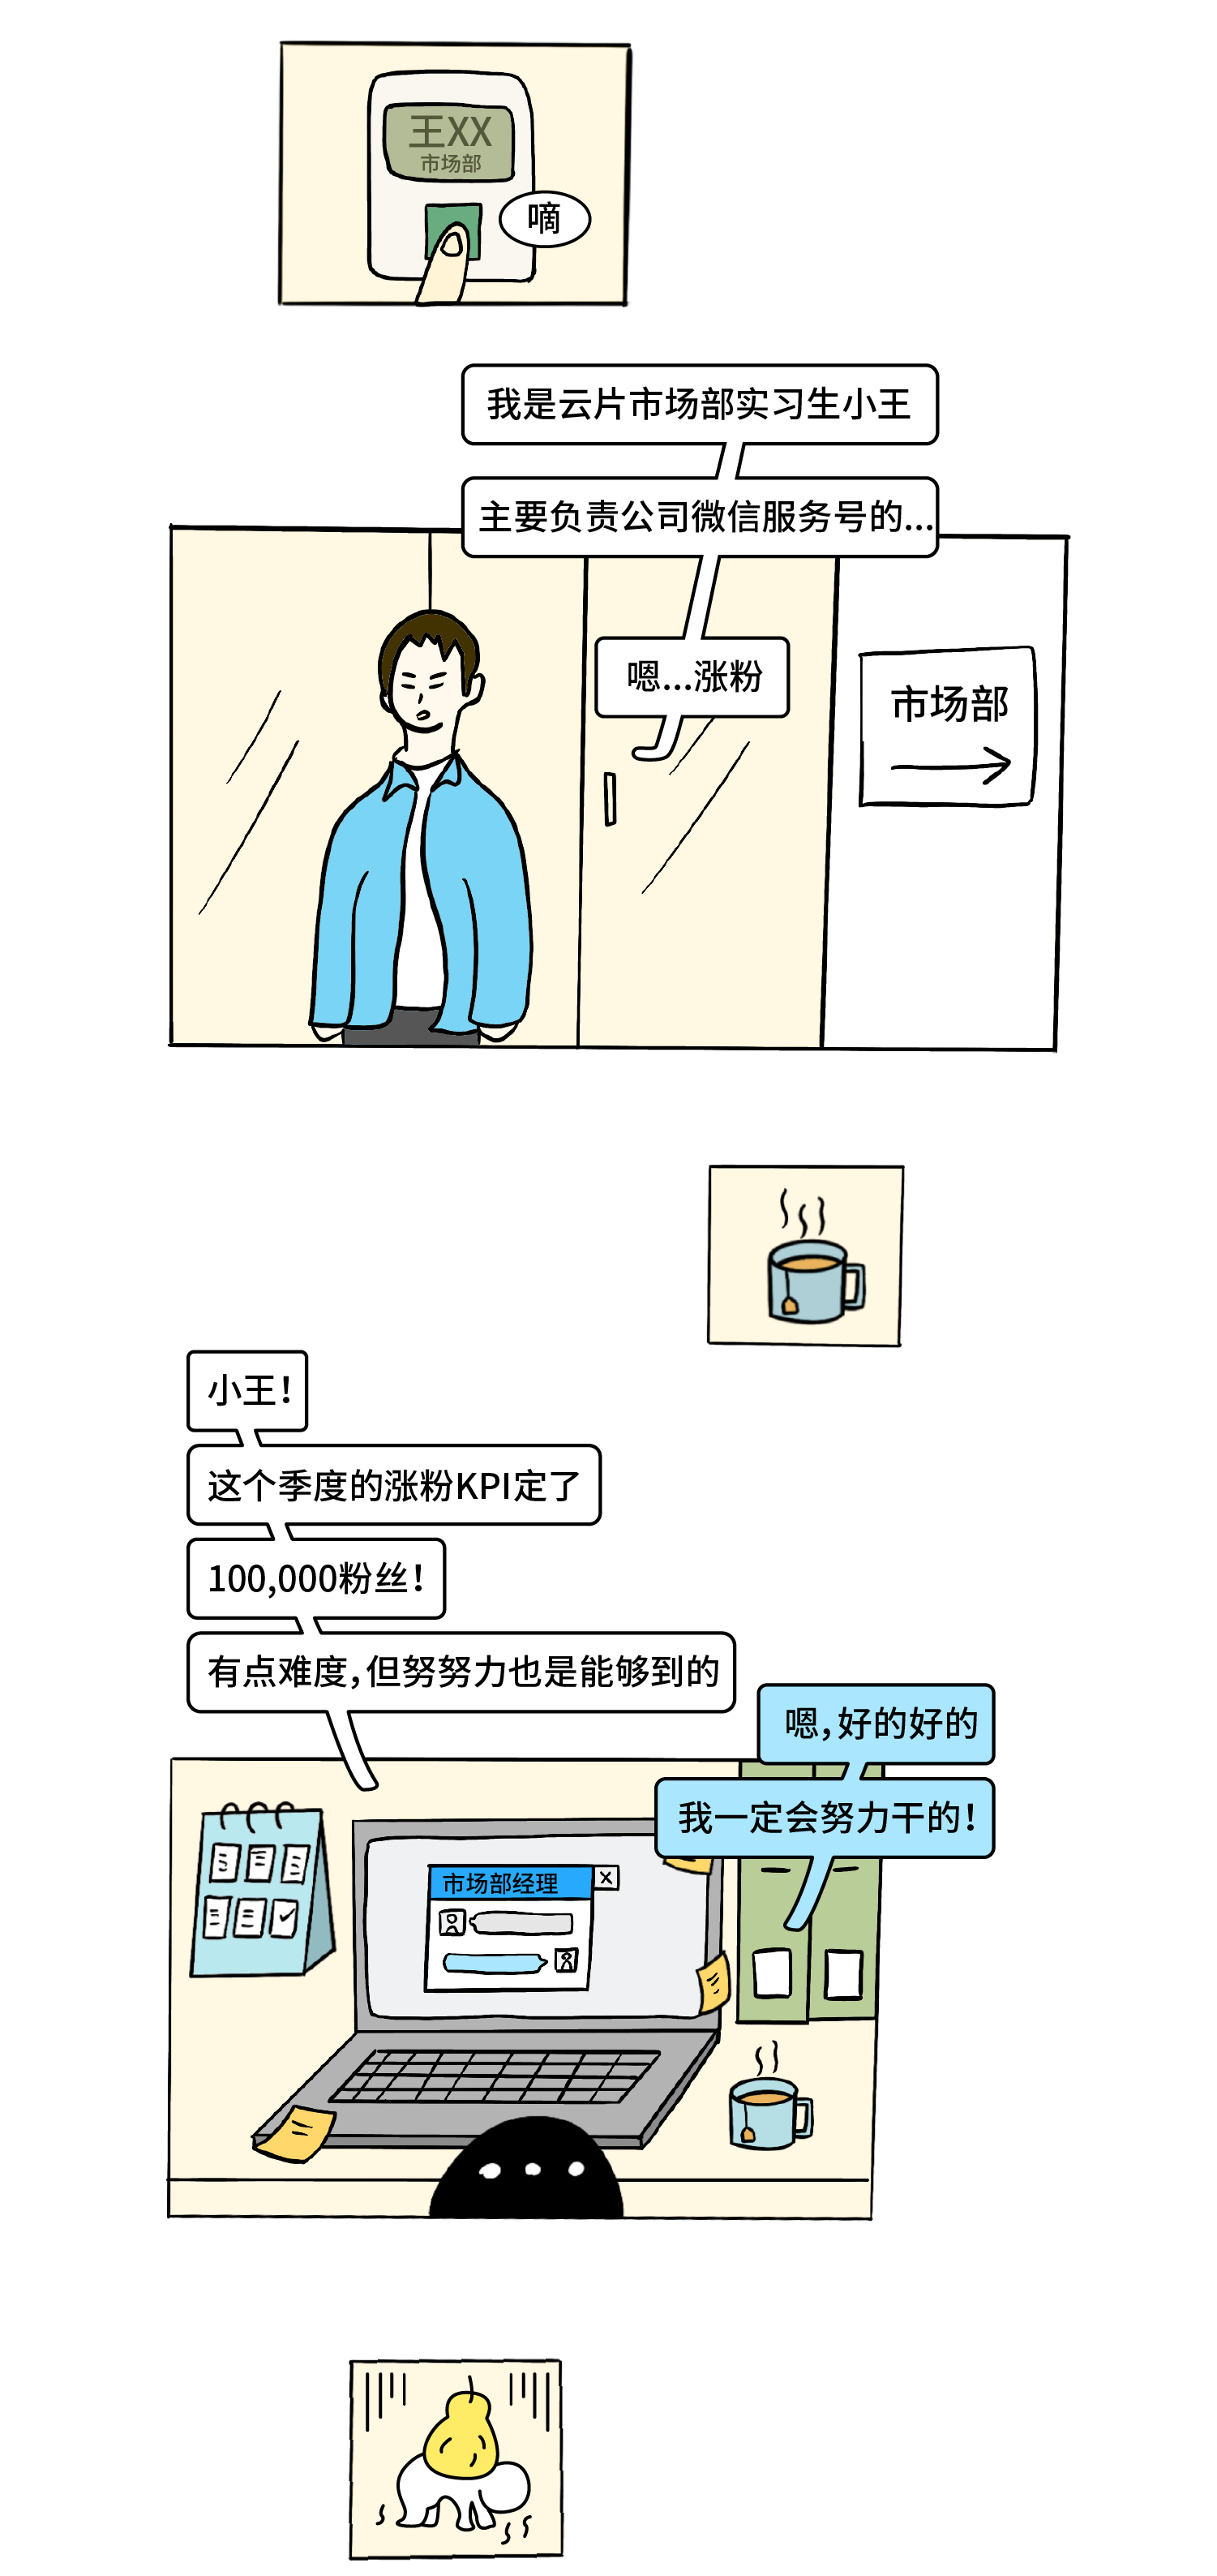 王XX
市场部
嘀
我是云片市场部实习生小王
主要负责公司微信服务号的...
嗯...涨粉
市场部
小王！
这个季度的涨粉KPI定了
100,000粉丝！
有点难度，但努努力也是能够到的
嗯，好的好的
我一定会努力干的！
市场部经理